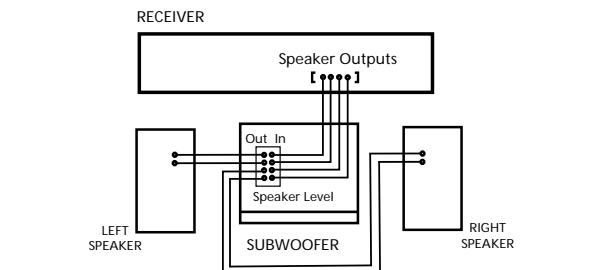 RECEIVER
Speaker Outputs
Out In
Speaker Level
LEFT
SPEAKER
SUBWOOFER
RIGHT
SPEAKER